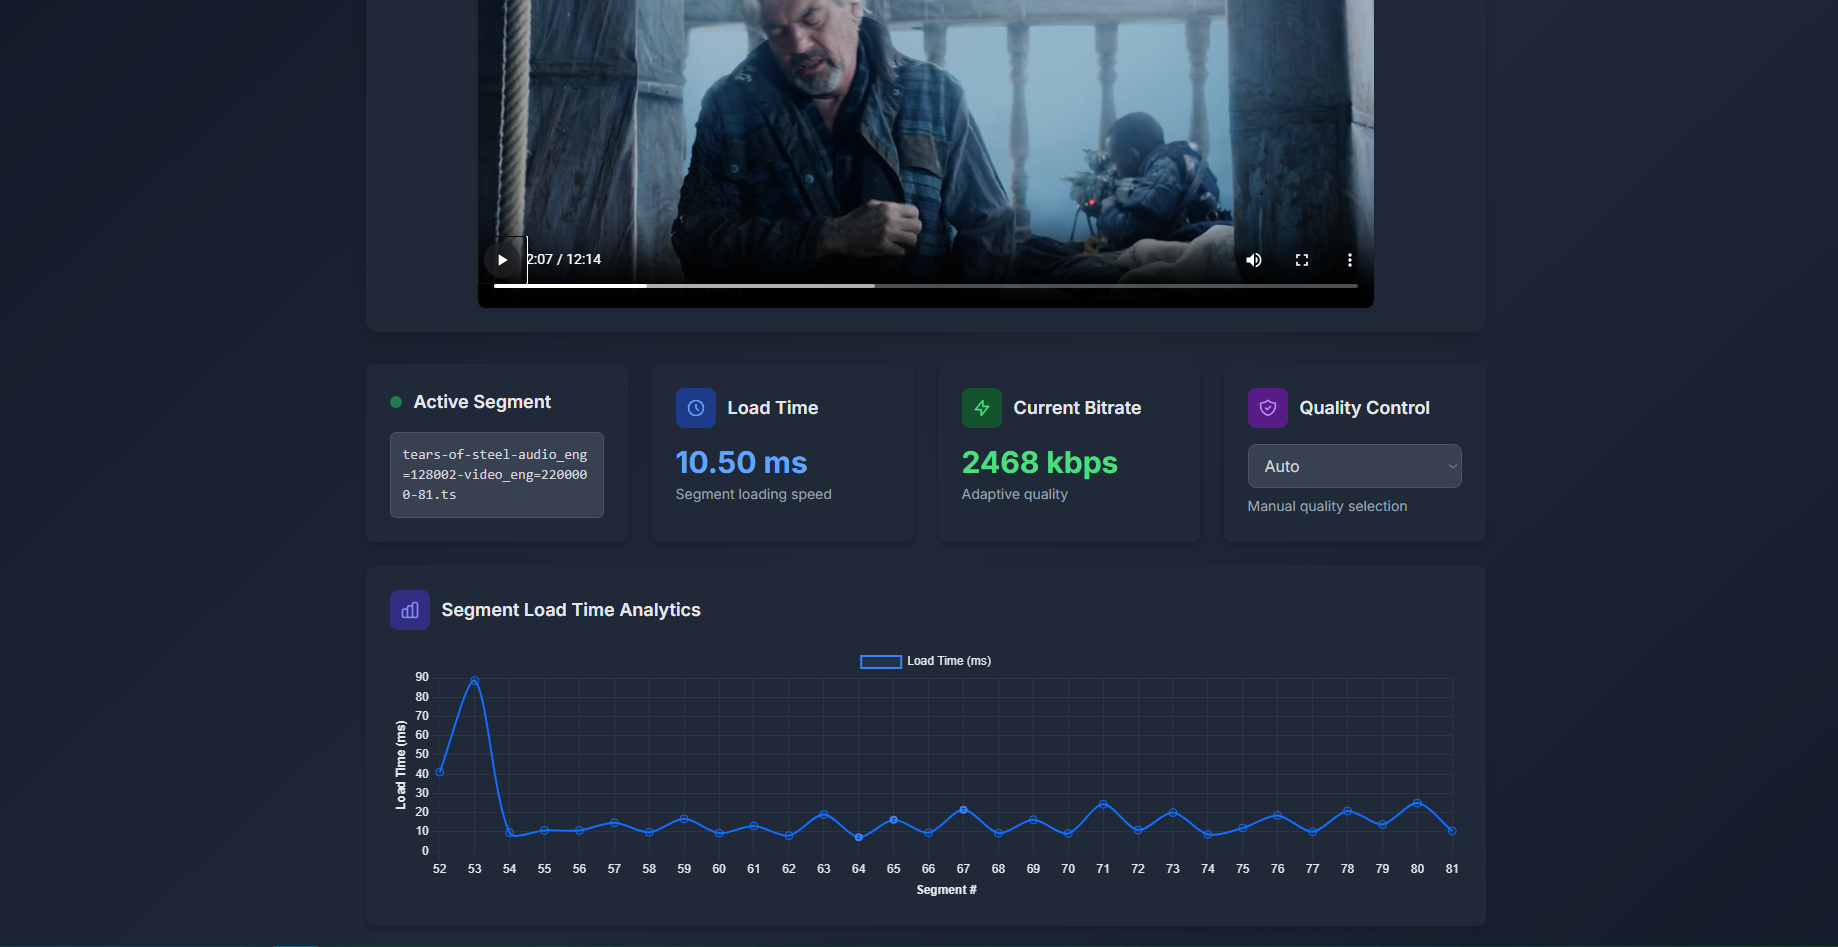 2:07 / 12:14
Active Segment
tears-of-steel-audio_eng
=128002-video_eng=220000
0-81.ts
Load Time
10.50 ms
Segment loading speed
Current Bitrate
2468 kbps
Adaptive quality
Quality Control
Auto
Manual quality selection
Segment Load Time Analytics
Load Time (ms)
Load Time (ms)
90
80
70
60
50
40
30
20
10
0
52 53 54 55 56 57 58 59 60 61 62 63 64 65 66 67 68 69 70 71 72 73 74 75 76 77 78 79 80 81
Segment #